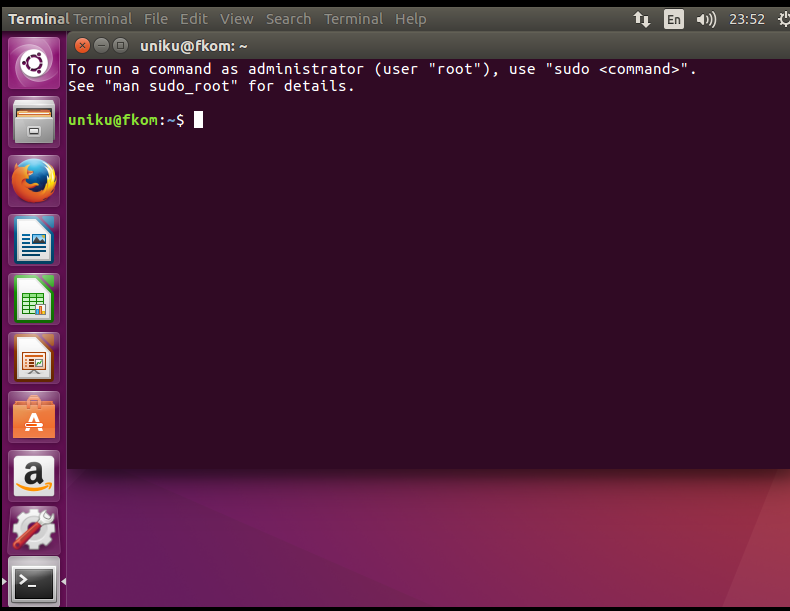 Terminal Terminal File Edit View Search Terminal Help En 23:52
uniku@fkom: ~
To run a command as administrator (user "root"), use "sudo <command>".
See "man sudo_root" for details.
uniku@fkom:~$
A
a
>_